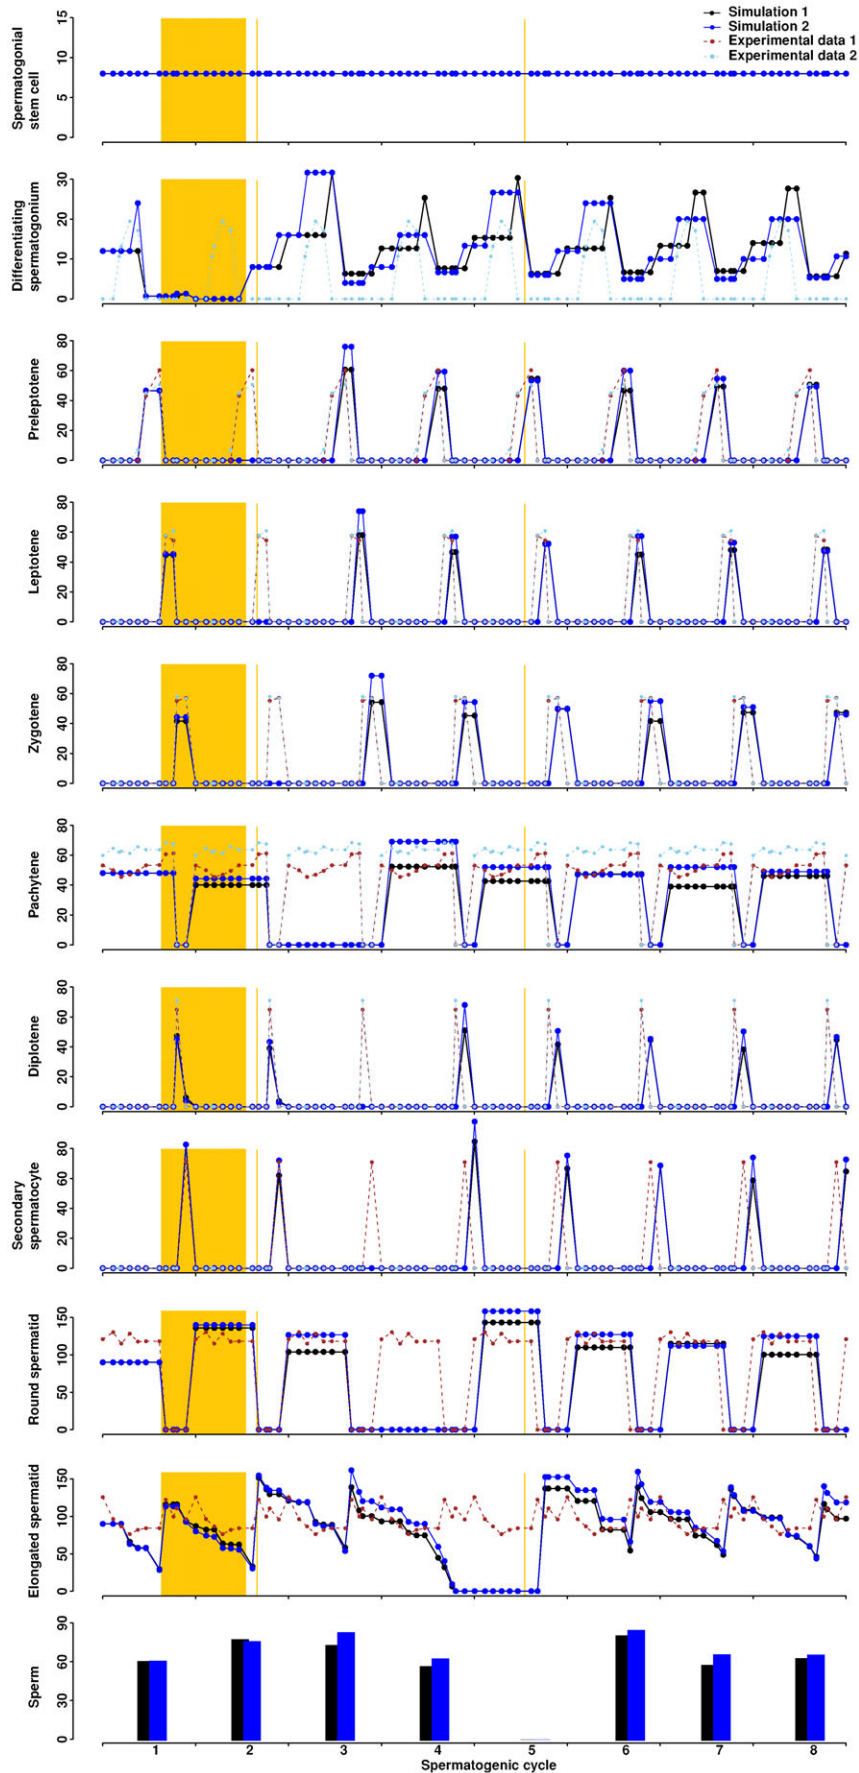 Simulation 1
Simulation 2
Experimental data 1
Experimental data 2
Spermatogonial
stem cell
15
10
5
0
Differentiating
spermatogonium
30
20
10
0
Preleptotene
80
60
40
20
0
Leptotene
80
60
40
20
0
Zygotene
80
60
40
20
0
Pachytene
80
60
40
20
0
Diplotene
80
60
40
20
0
Secondary
spermatocyte
80
60
40
20
0
Round spermatid
150
100
50
0
Elongated spermatid
150
100
50
0
Sperm
90
60
30
0
1 2 3 4 5 6 7 8
Spermatogenic cycle